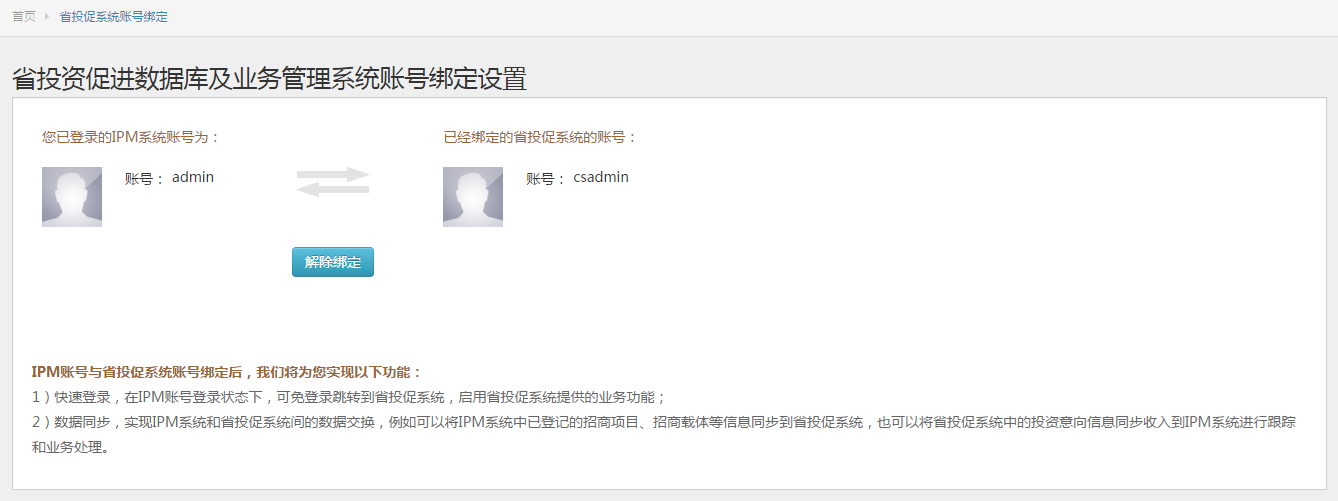 首页 省投促系统账号绑定
省投资促进数据库及业务管理系统账号绑定设置
您已登录的IPM系统账号为： 已经绑定的省投促系统的账号：
账号： admin 账号： csadmin
解除绑定
IPM账号与省投促系统账号绑定后，我们将为您实现以下功能：
1）快速登录，在IPM账号登录状态下，可免登录跳转到省投促系统，启用省投促系统提供的业务功能；
2）数据同步，实现IPM系统和省投促系统间的数据交换，例如可以将IPM系统中已登记的招商项目、招商载体等信息同步到省投促系统，也可以将省投促系统中的投资意向信息同步收入到IPM系统进行跟踪
和业务处理。